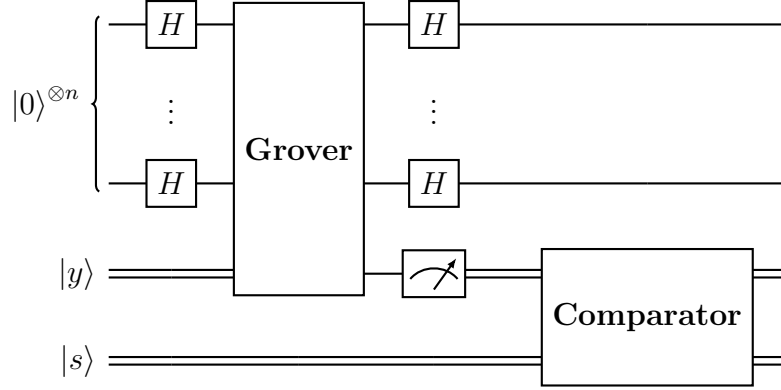 H H
|0⟩^{⊗n} ⋮ ⋮
Grover
H H
|y⟩
Comparator
|s⟩